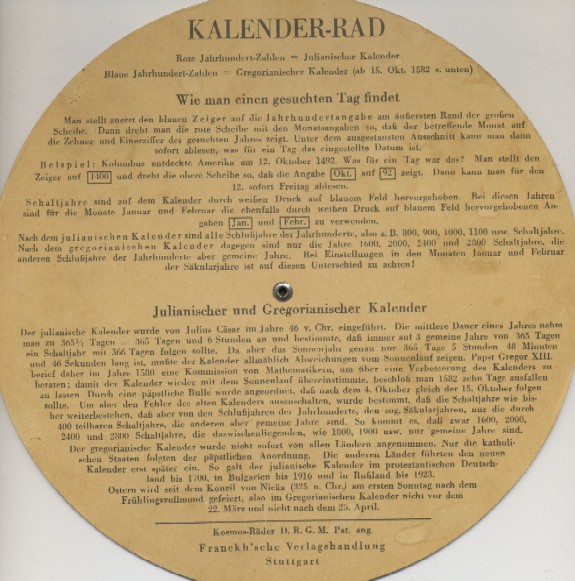 KALENDER-RAD
Rote Jahrhundert-Zahlen = Julianischer Kalender
Blaue Jahrhundert-Zahlen = Gregorianischer Kalender (ab 15. Okt. 1582 s. unten)
Wie man einen gesuchten Tag findet
Man stellt zuerst den blauen Zeiger auf die Jahrhundertangabe am äußersten Rand der großen
Scheibe. Dann dreht man die rote Scheibe mit den Monatsangaben so, daß der betreffende Monat auf
die Zehner und Einerziffer des gesuchten Jahres zeigt. Unter dem ausgestanzten Ausschnitt kann man dann
sofort ablesen, was für ein Tag das eingestellte Datum ist.
Beispiel: Kolumbus entdeckte Amerika am 12. Oktober 1492. Was für ein Tag war das? Man stellt den
Zeiger auf 1400 und dreht die obere Scheibe so, daß die Angabe Okt. auf 92 zeigt. Dann kann man für den
12. sofort Freitag ablesen.
Schaltjahre sind auf dem Kalender durch weißen Druck auf blauem Feld hervorgehoben. Bei diesen Jahren
sind für die Monate Januar und Februar die ebenfalls durch weißen Druck auf blauem Feld hervorgehobenen An-
gaben Jan. und Febr. zu verwenden.
Nach dem julianischen Kalender sind alle Schlußjahre der Jahrhunderte, also z. B. 800, 900, 1000, 1100 usw. Schaltjahre.
Nach dem gregorianischen Kalender dagegen sind nur die Jahre 1600, 2000, 2400 und 2800 Schaltjahre, die
anderen Schlußjahre der Jahrhunderte aber gemeine Jahre. Bei Einstellungen in den Monaten Januar und Februar
der Säkularjahre ist auf diesen Unterschied zu achten!
Julianischer und Gregorianischer Kalender
Der julianische Kalender wurde von Julius Cäsar im Jahre 46 v. Chr. eingeführt. Die mittlere Dauer eines Jahres nahm
man zu 365¼ Tagen = 365 Tagen und 6 Stunden an und bestimmte, daß immer auf 3 gemeine Jahre von 365 Tagen
ein Schaltjahr mit 366 Tagen folgen sollte. Da aber das Sonnenjahr genau nur 365 Tage 5 Stunden 48 Minuten
und 46 Sekunden lang ist, mußte der Kalender allmählich Abweichungen vom Sonnenlauf zeigen. Papst Gregor XIII.
berief daher im Jahre 1580 eine Kommission von Mathematikern, um über eine Verbesserung des Kalenders zu
beraten; damit der Kalender wieder mit dem Sonnenlauf übereinstimmte, beschloß man 1582 zehn Tage ausfallen
zu lassen. Durch eine päpstliche Bulle wurde angeordnet, daß nach dem 4. Oktober gleich der 15. Oktober folgen
sollte. Um aber den Fehler des alten Kalenders auszuschalten, wurde bestimmt, daß die Schaltjahre wie bis-
her weiterbestehen, daß aber von den Schlußjahren der Jahrhunderte, den sog. Säkularjahren, nur die durch
400 teilbaren Schaltjahre, die anderen aber gemeine Jahre sind. So kommt es, daß zwar 1600, 2000,
2400 und 2800 Schaltjahre, die dazwischenliegenden, wie 1800, 1900 usw. nur gemeine Jahre sind.
Der gregorianische Kalender wurde nicht sofort von allen Ländern angenommen. Nur die katholi-
schen Staaten folgten der päpstlichen Anordnung. Die anderen Länder führten den neuen
Kalender erst später ein. So galt der julianische Kalender im protestantischen Deutsch-
land bis 1700, in Bulgarien bis 1916 und in Rußland bis 1923.
Ostern wird seit dem Konzil von Nicäa (325 n. Chr.) am ersten Sonntag nach dem
Frühlingsvollmond gefeiert, also im Gregorianischen Kalender nicht vor dem
22. März und nicht nach dem 25. April.
Kosmos-Räder D. R. G. M. Pat. ang.
Franckh'sche Verlagshandlung
Stuttgart